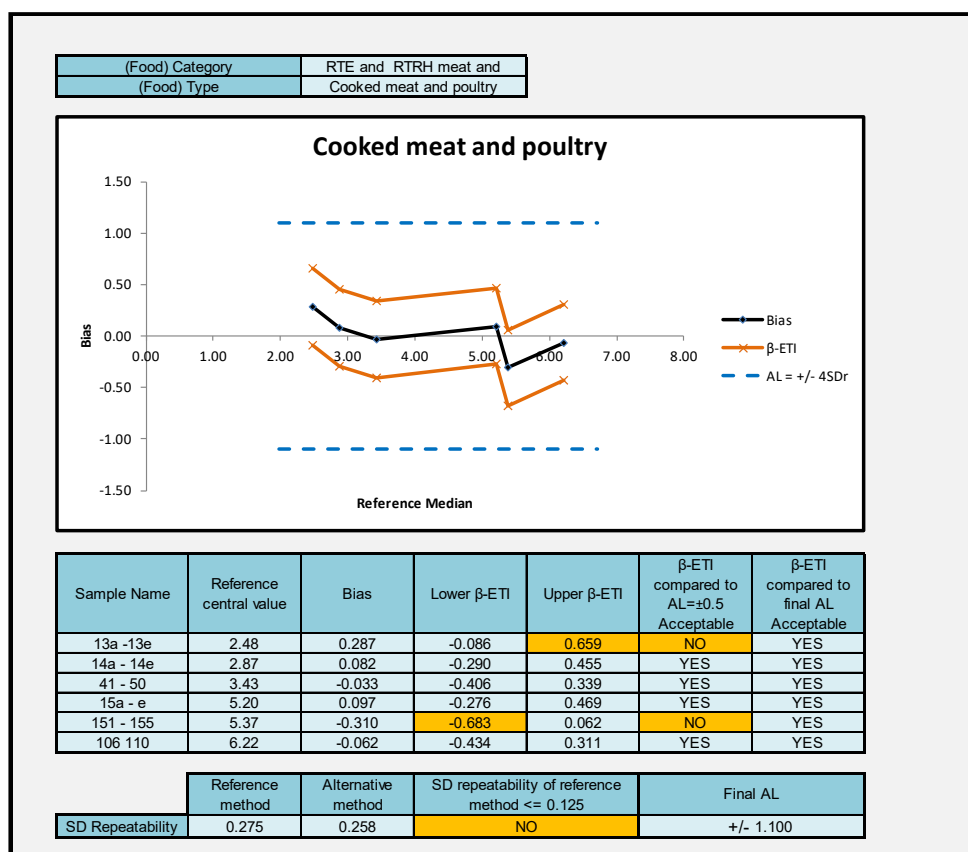 (Food) Category RTE and RTRH meat and
(Food) Type Cooked meat and poultry
Cooked meat and poultry
1.50
1.00
0.50
0.00
-0.50
-1.00
-1.50
0.00 1.00 2.00 3.00 4.00 5.00 6.00 7.00 8.00
Bias
Reference Median
Bias
β-ETI
AL = +/- 4SDr
Sample Name Reference central value Bias Lower β-ETI Upper β-ETI β-ETI compared to AL=±0.5 Acceptable β-ETI compared to final AL Acceptable
13a -13e 2.48 0.287 -0.086 0.659 NO YES
14a - 14e 2.87 0.082 -0.290 0.455 YES YES
41 - 50 3.43 -0.033 -0.406 0.339 YES YES
15a - e 5.20 0.097 -0.276 0.469 YES YES
151 - 155 5.37 -0.310 -0.683 0.062 NO YES
106 110 6.22 -0.062 -0.434 0.311 YES YES
Reference method Alternative method SD repeatability of reference method <= 0.125 Final AL
SD Repeatability 0.275 0.258 NO +/- 1.100